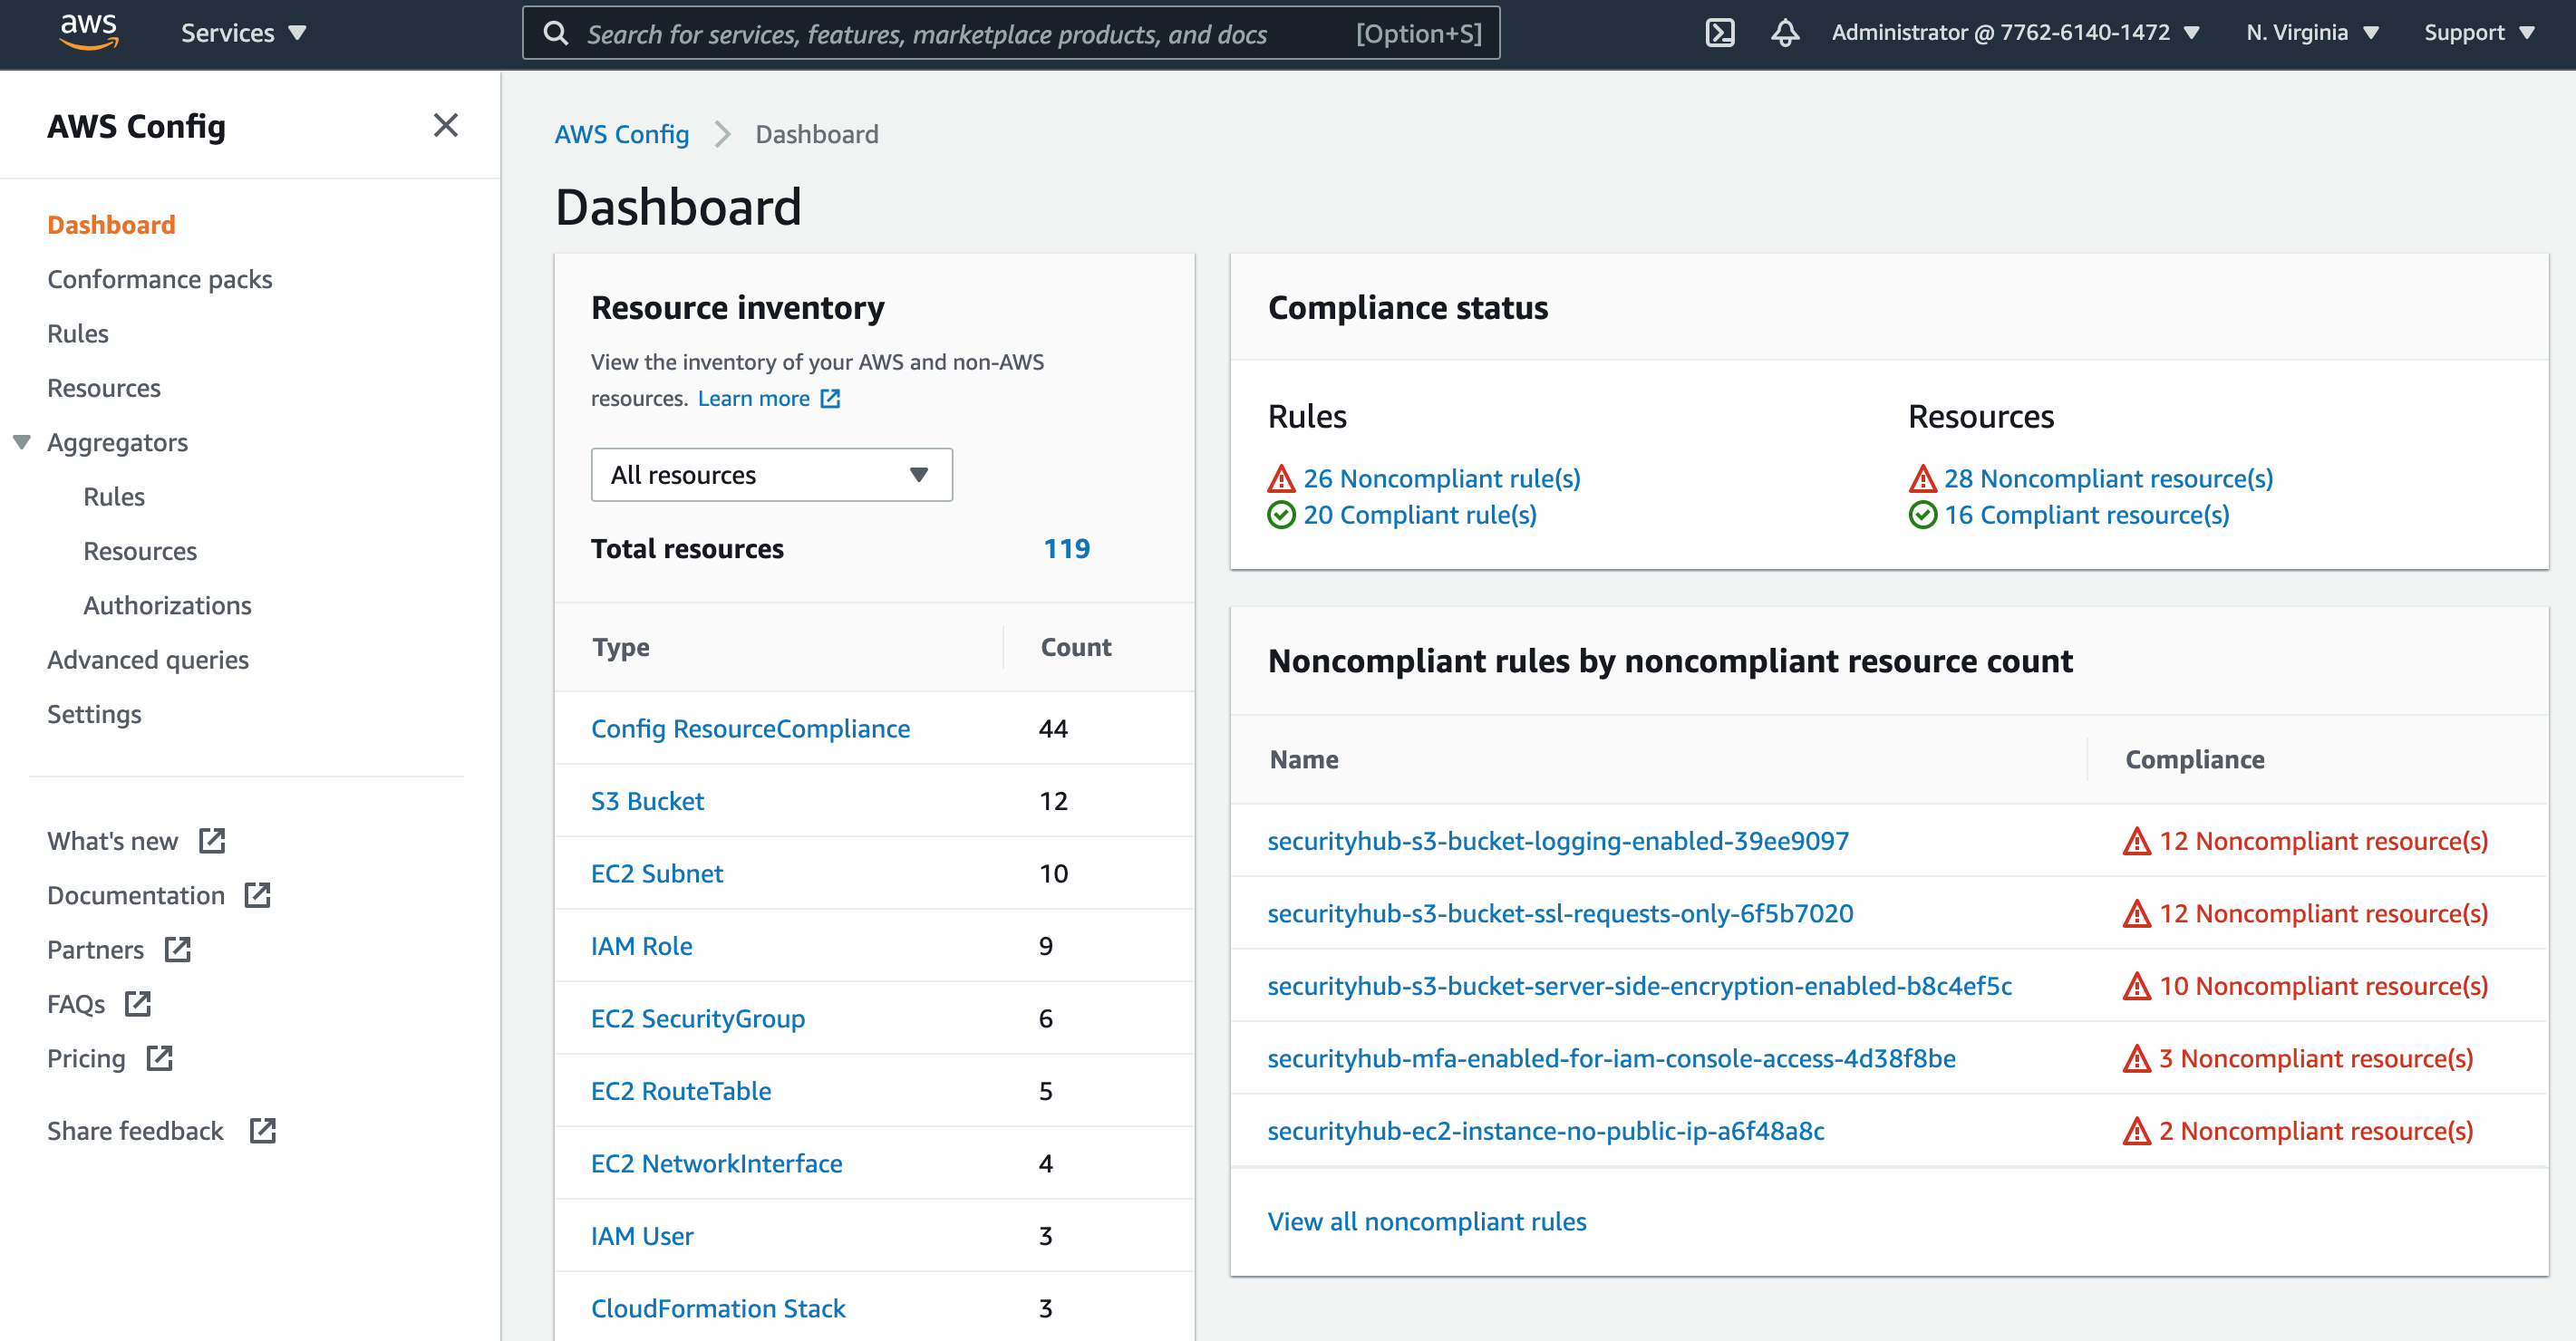 aws
Services
Search for services, features, marketplace products, and docs [Option+S]
Administrator @ 7762-6140-1472
N. Virginia
Support
AWS Config
Dashboard
Conformance packs
Rules
Resources
Aggregators
Rules
Resources
Authorizations
Advanced queries
Settings
What's new
Documentation
Partners
FAQs
Pricing
Share feedback
AWS Config Dashboard
Dashboard
Resource inventory
View the inventory of your AWS and non-AWS
resources. Learn more
All resources
Total resources 119
Type Count
Config ResourceCompliance 44
S3 Bucket 12
EC2 Subnet 10
IAM Role 9
EC2 SecurityGroup 6
EC2 RouteTable 5
EC2 NetworkInterface 4
IAM User 3
CloudFormation Stack 3
Compliance status
Rules
26 Noncompliant rule(s)
20 Compliant rule(s)
Resources
28 Noncompliant resource(s)
16 Compliant resource(s)
Noncompliant rules by noncompliant resource count
Name Compliance
securityhub-s3-bucket-logging-enabled-39ee9097 12 Noncompliant resource(s)
securityhub-s3-bucket-ssl-requests-only-6f5b7020 12 Noncompliant resource(s)
securityhub-s3-bucket-server-side-encryption-enabled-b8c4ef5c 10 Noncompliant resource(s)
securityhub-mfa-enabled-for-iam-console-access-4d38f8be 3 Noncompliant resource(s)
securityhub-ec2-instance-no-public-ip-a6f48a8c 2 Noncompliant resource(s)
View all noncompliant rules